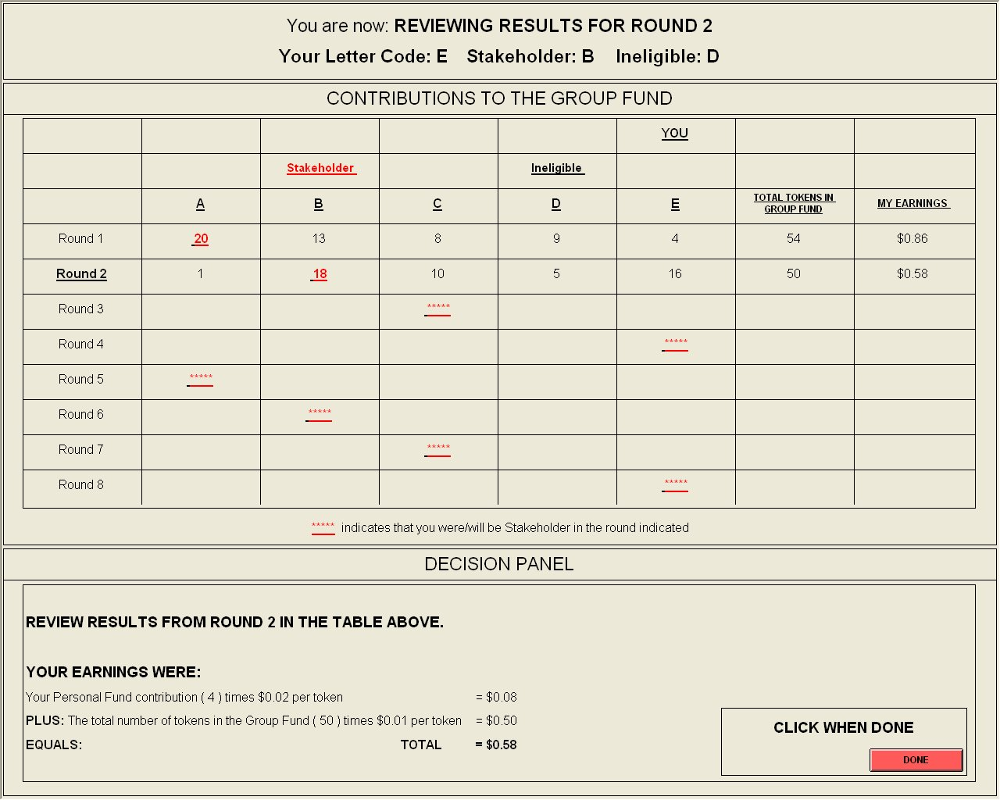 You are now: REVIEWING RESULTS FOR ROUND 2
Your Letter Code: E Stakeholder: B Ineligible: D
CONTRIBUTIONS TO THE GROUP FUND
YOU
Stakeholder Ineligible
A B C D E TOTAL TOKENS IN GROUP FUND MY EARNINGS
Round 1 20 13 8 9 4 54 $0.86
Round 2 1 18 10 5 16 50 $0.58
Round 3 *****
Round 4 *****
Round 5 *****
Round 6 *****
Round 7 *****
Round 8 *****
***** indicates that you were/will be Stakeholder in the round indicated
DECISION PANEL
REVIEW RESULTS FROM ROUND 2 IN THE TABLE ABOVE.
YOUR EARNINGS WERE:
Your Personal Fund contribution ( 4 ) times $0.02 per token = $0.08
PLUS: The total number of tokens in the Group Fund ( 50 ) times $0.01 per token = $0.50
EQUALS: TOTAL = $0.58
CLICK WHEN DONE
DONE